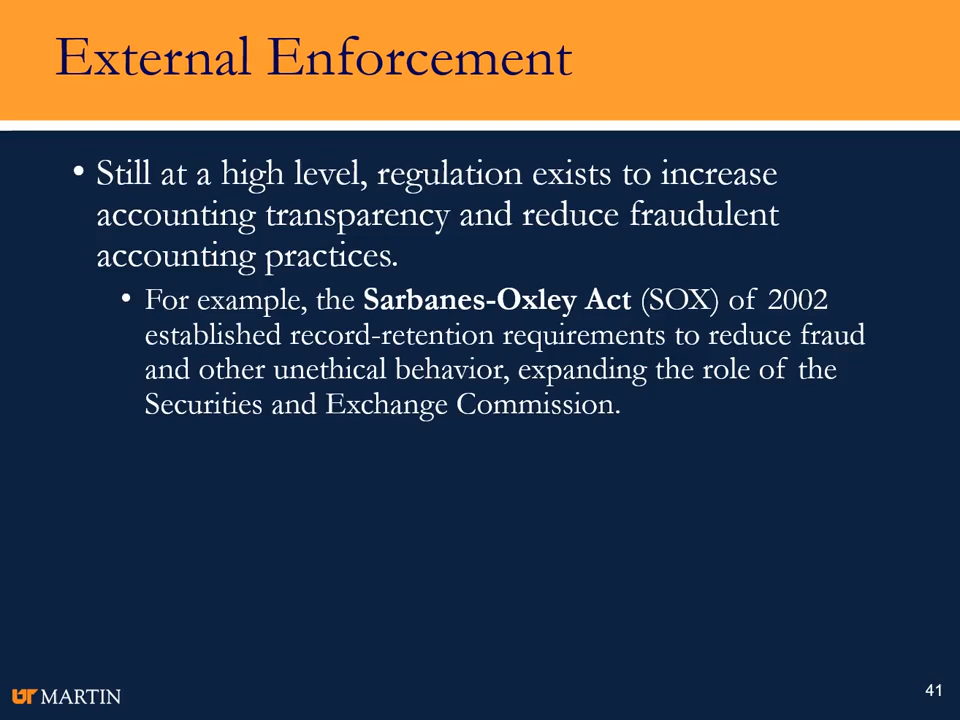 External Enforcement
• Still at a high level, regulation exists to increase
accounting transparency and reduce fraudulent
accounting practices.
• For example, the Sarbanes-Oxley Act (SOX) of 2002
established record-retention requirements to reduce fraud
and other unethical behavior, expanding the role of the
Securities and Exchange Commission.
UT MARTIN
41